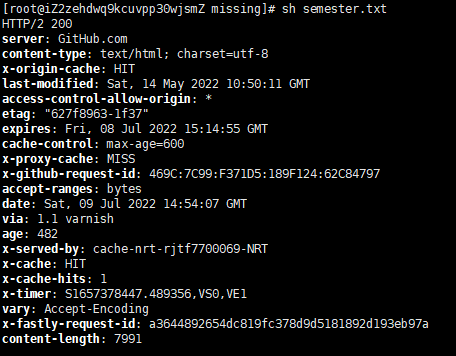 [root@iZ2zehdwq9kcuvpp30wjsmZ missing]# sh semester.txt
HTTP/2 200
server: GitHub.com
content-type: text/html; charset=utf-8
x-origin-cache: HIT
last-modified: Sat, 14 May 2022 10:50:11 GMT
access-control-allow-origin: *
etag: "627f8963-1f37"
expires: Fri, 08 Jul 2022 15:14:55 GMT
cache-control: max-age=600
x-proxy-cache: MISS
x-github-request-id: 469C:7C99:F371D5:189F124:62C84797
accept-ranges: bytes
date: Sat, 09 Jul 2022 14:54:07 GMT
via: 1.1 varnish
age: 482
x-served-by: cache-nrt-rjtf7700069-NRT
x-cache: HIT
x-cache-hits: 1
x-timer: S1657378447.489356,VS0,VE1
vary: Accept-Encoding
x-fastly-request-id: a3644892654dc819fc378d9d5181892d193eb97a
content-length: 7991